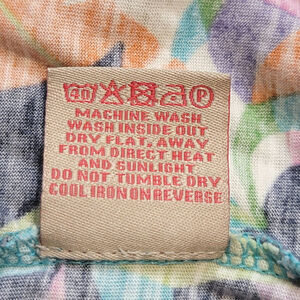 40 P
MACHINE WASH
WASH INSIDE OUT
DRY FLAT, AWAY
FROM DIRECT HEAT
AND SUNLIGHT
DO NOT TUMBLE DRY
COOL IRON ON REVERSE